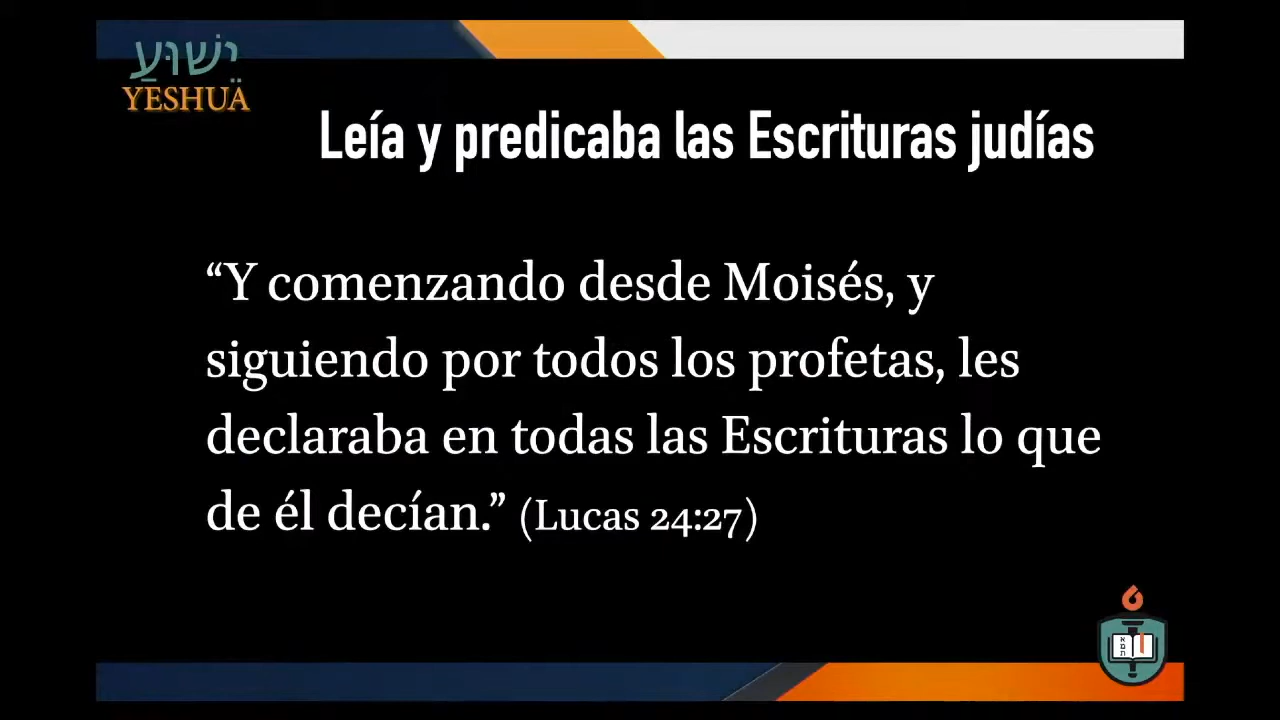 יֵשׁוּעַ
YESHUA
Leía y predicaba las Escrituras judías
“Y comenzando desde Moisés, y
siguiendo por todos los profetas, les
declaraba en todas las Escrituras lo que
de él decían.” (Lucas 24:27)
א
מ
ת